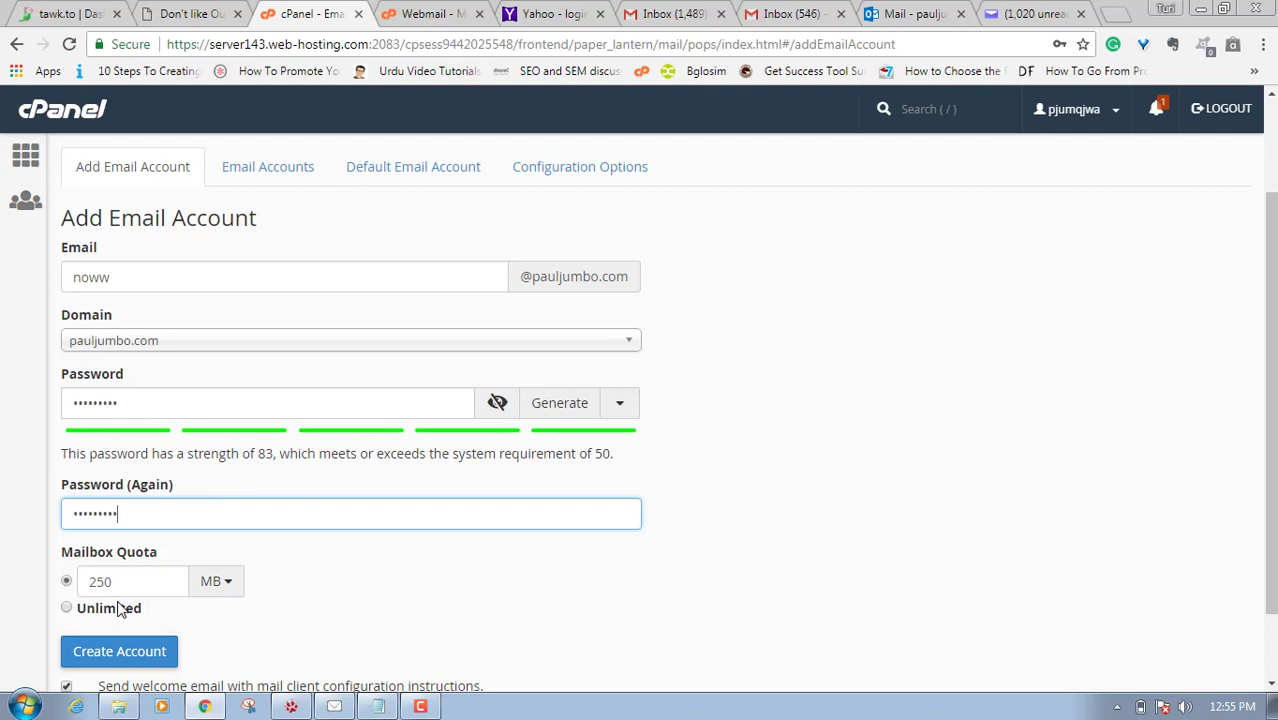 tawk.to | Das
Don't like Ou
cPanel - Ema
Webmail - M
Yahoo - login
Inbox (1,489)
Inbox (546) -
Mail - paulju
(1,020 unrea
Turi
Secure
https://server143.web-hosting.com:2083/cpsess9442025548/frontend/paper_lantern/mail/pops/index.html#/addEmailAccount
Apps
10 Steps To Creating
How To Promote You
Urdu Video Tutorials
SEO and SEM discus
Bglosim
Get Success Tool Su
How to Choose the
DF How To Go From Pro
cPanel
Search ( / )
pjumqjwa
1
LOGOUT
Add Email Account
Email Accounts
Default Email Account
Configuration Options
Add Email Account
Email
noww
@pauljumbo.com
Domain
pauljumbo.com
Password
Generate
This password has a strength of 83, which meets or exceeds the system requirement of 50.
Password (Again)
Mailbox Quota
250
MB
Unlimited
Create Account
Send welcome email with mail client configuration instructions.
12:55 PM